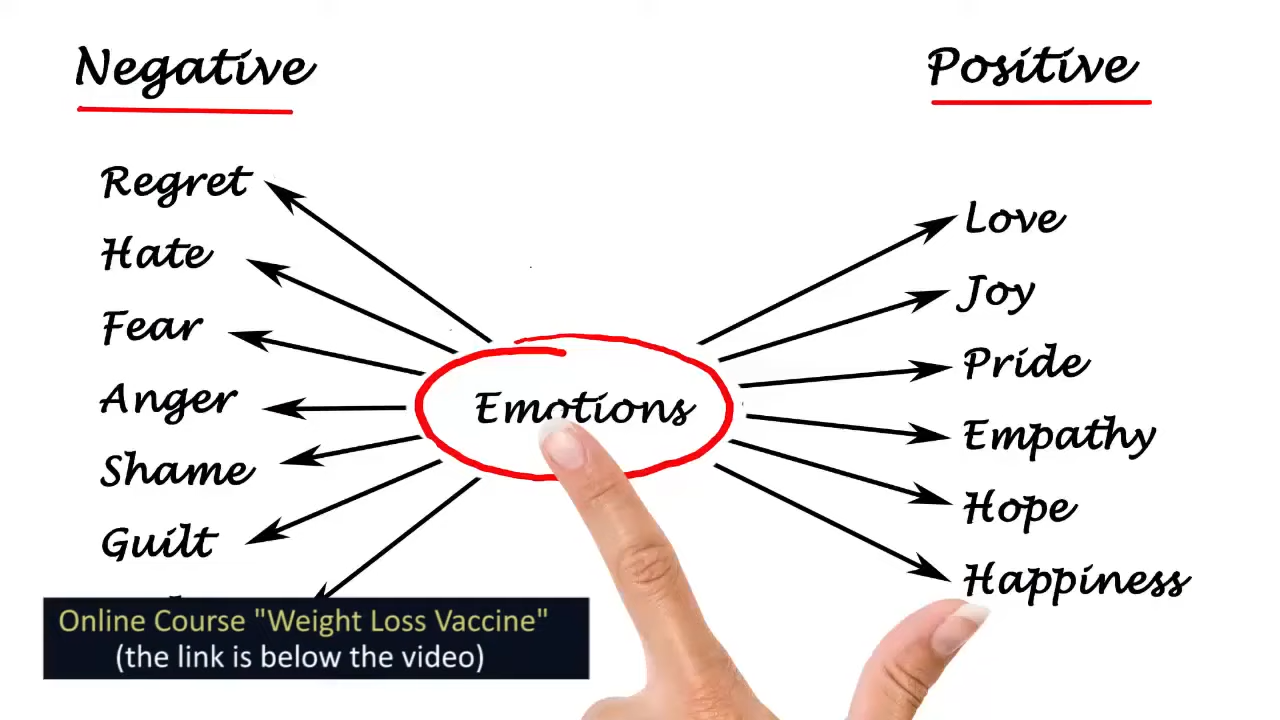 Negative
Positive
Regret
Hate
Fear
Anger
Shame
Guilt
Emotions
Love
Joy
Pride
Empathy
Hope
Happiness
Online Course "Weight Loss Vaccine"
(the link is below the video)